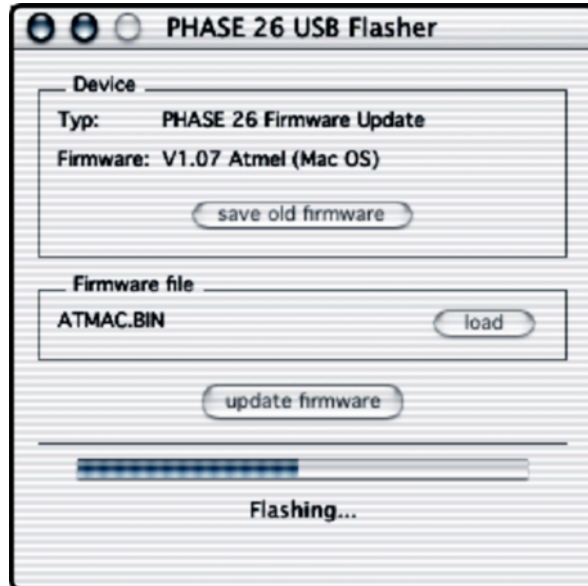 PHASE 26 USB Flasher
Device
Typ: PHASE 26 Firmware Update
Firmware: V1.07 Atmel (Mac OS)
save old firmware
Firmware file
ATMAC.BIN load
update firmware
Flashing...